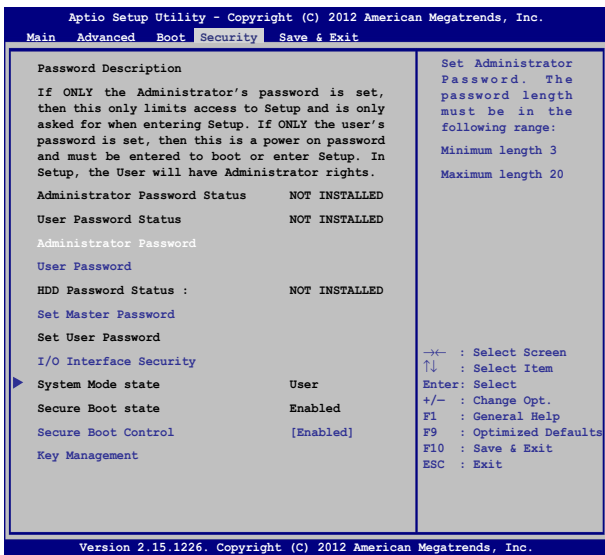 Aptio Setup Utility - Copyright (C) 2012 American Megatrends, Inc.
Main Advanced Boot Security Save & Exit
Password Description
If ONLY the Administrator's password is set,
then this only limits access to Setup and is only
asked for when entering Setup. If ONLY the user's
password is set, then this is a power on password
and must be entered to boot or enter Setup. In
Setup, the User will have Administrator rights.
Administrator Password Status NOT INSTALLED
User Password Status NOT INSTALLED
Administrator Password
User Password
HDD Password Status : NOT INSTALLED
Set Master Password
Set User Password
I/O Interface Security
System Mode state User
Secure Boot state Enabled
Secure Boot Control [Enabled]
Key Management
Set Administrator
Password. The
password length
must be in the
following range:
Minimum length 3
Maximum length 20
→← : Select Screen
↑↓ : Select Item
Enter: Select
+/— : Change Opt.
F1 : General Help
F9 : Optimized Defaults
F10 : Save & Exit
ESC : Exit
Version 2.15.1226. Copyright (C) 2012 American Megatrends, Inc.